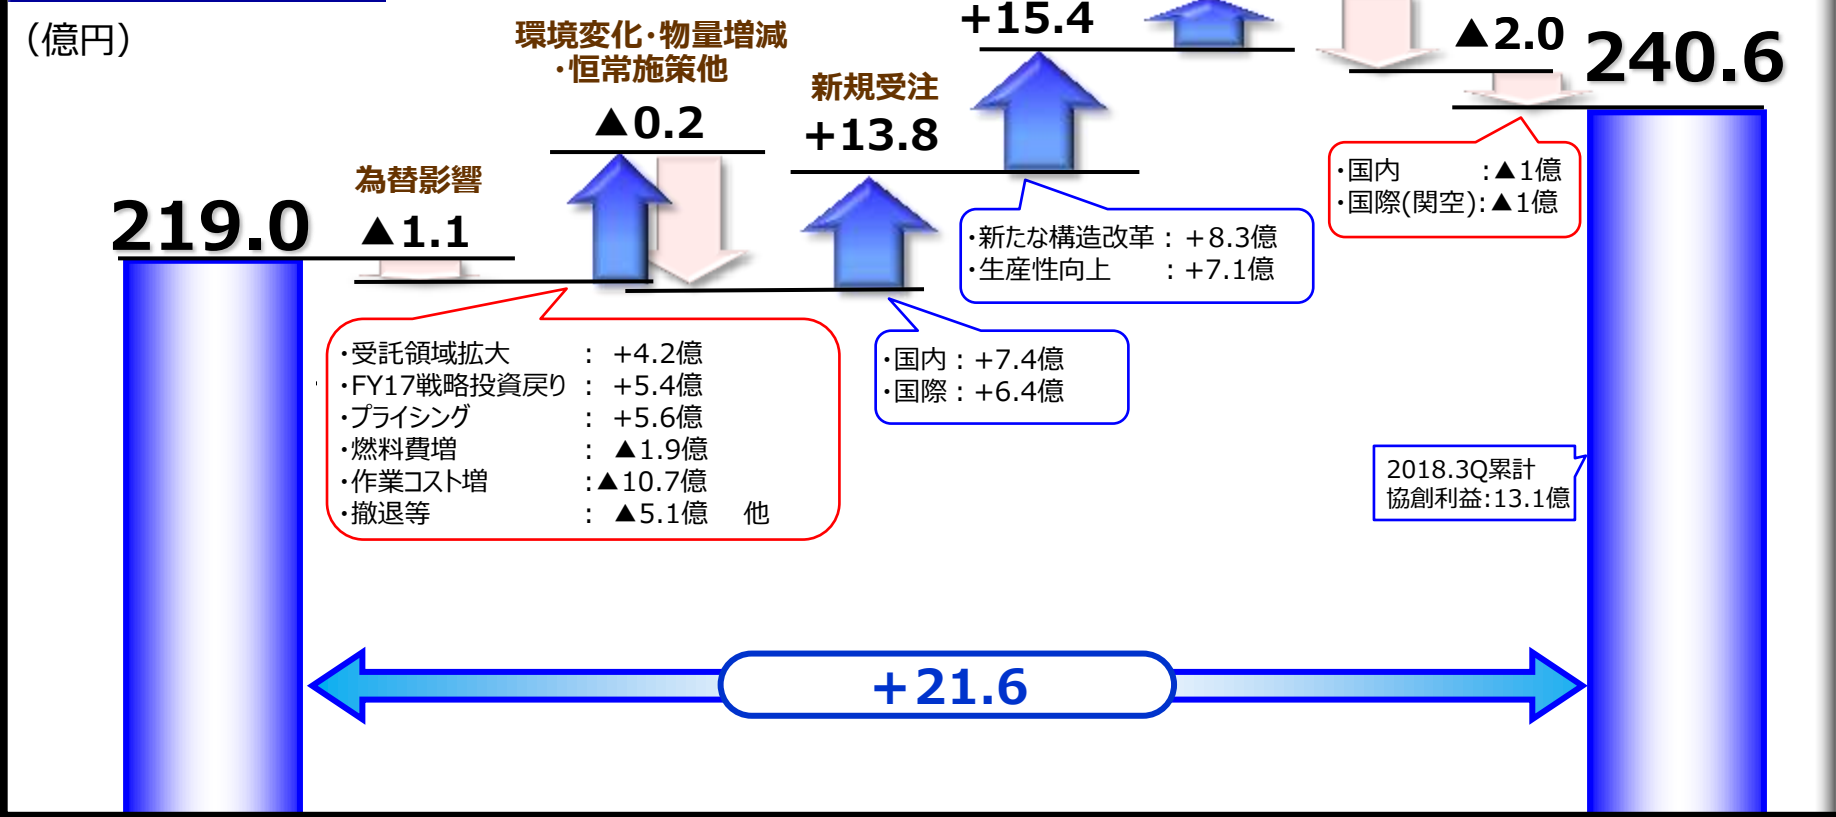 （億円）
+15.4
▲2.0
240.6
環境変化･物量増減
･恒常施策他
▲0.2
新規受注
+13.8
為替影響
▲1.1
219.0
･国内 :▲1億
･国際(関空):▲1億
･新たな構造改革：+8.3億
･生産性向上 ：+7.1億
･受託領域拡大 ： +4.2億
･FY17戦略投資戻り： +5.4億
･プライシング ： +5.6億
･燃料費増 ： ▲1.9億
･作業コスト増 :▲10.7億
･撤退等 ： ▲5.1億 他
･国内：+7.4億
･国際：+6.4億
2018.3Q累計
協創利益:13.1億
+21.6